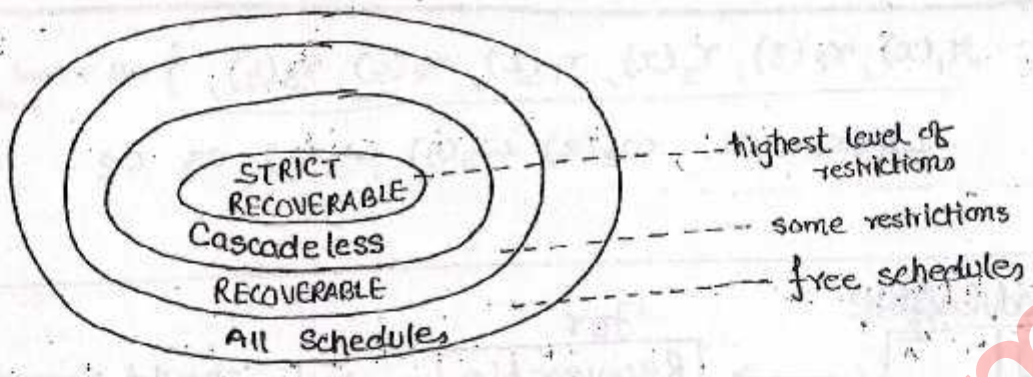 STRICT
RECOVERABLE
Cascadeless
RECOVERABLE
All Schedules
highest level of
restrictions
some restrictions
free schedules